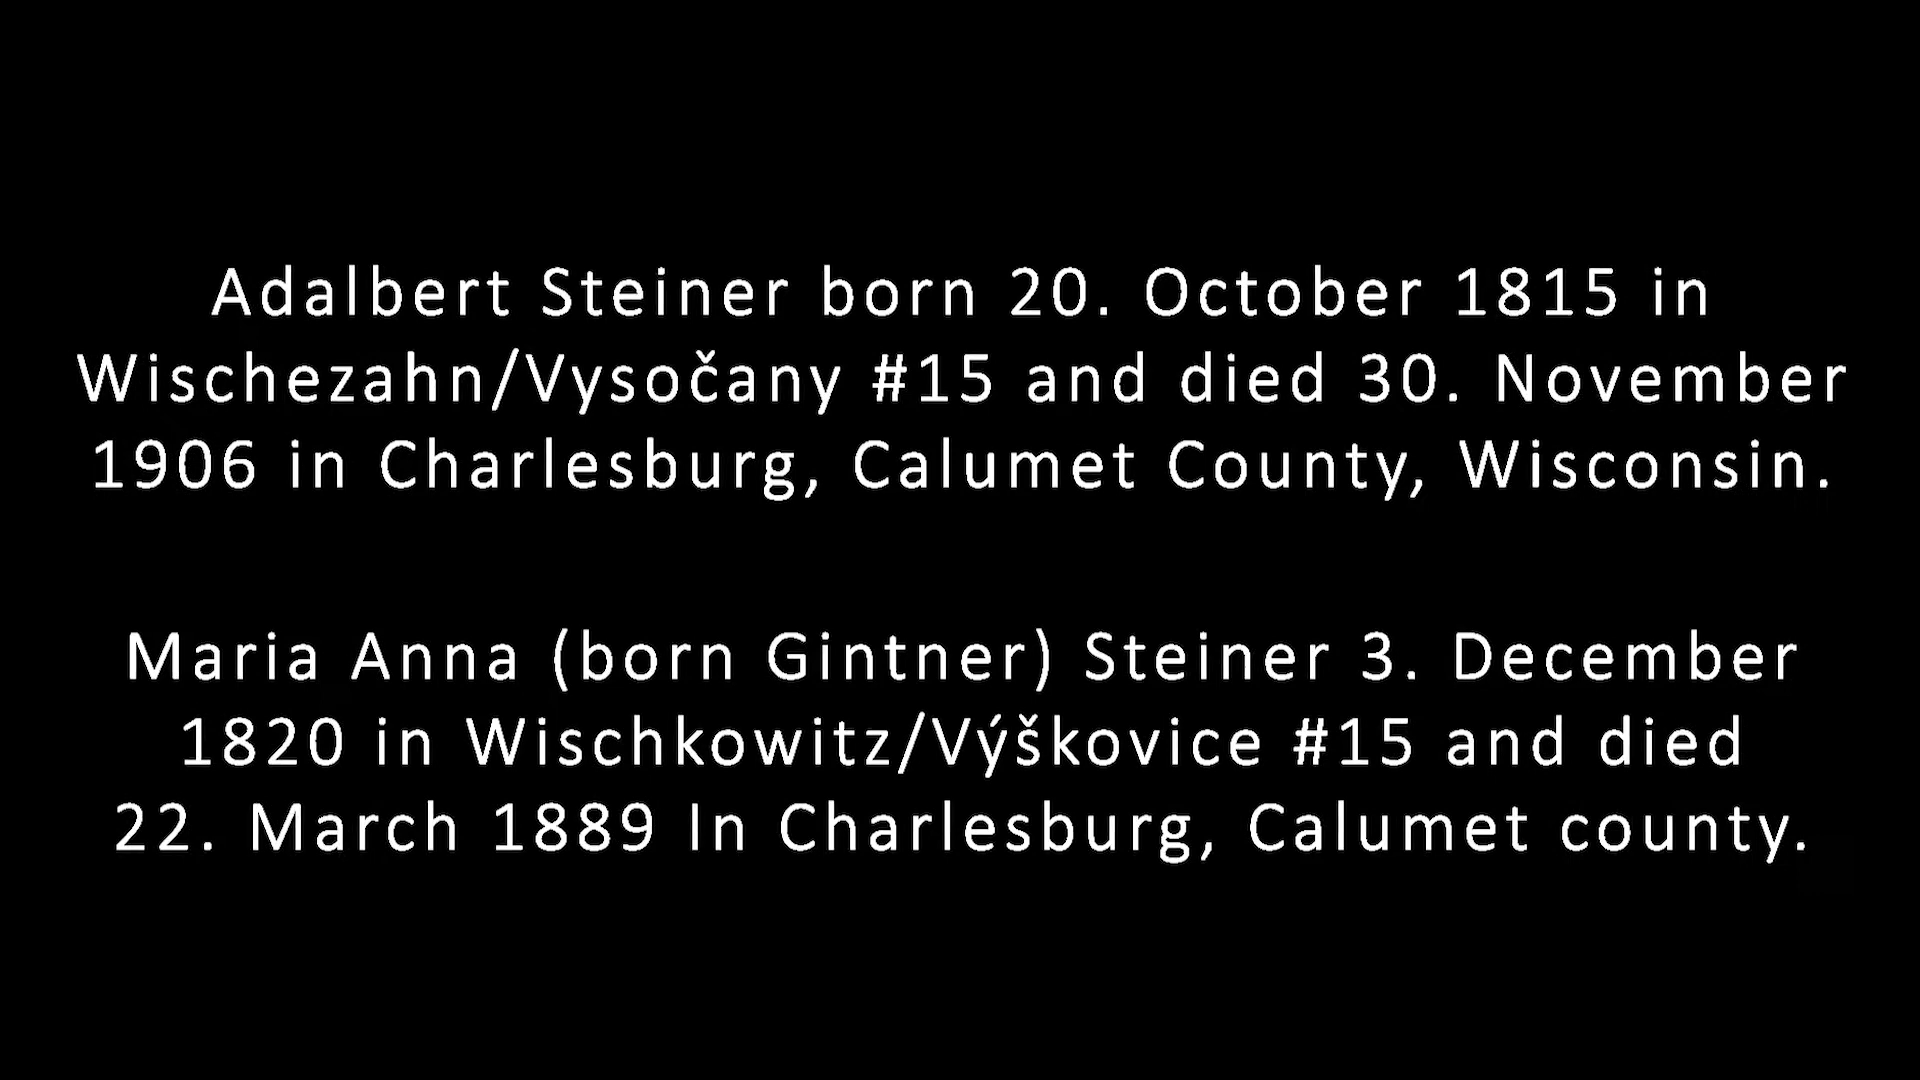 Adalbert Steiner born 20. October 1815 in
Wischezahn/Vysočany #15 and died 30. November
1906 in Charlesburg, Calumet County, Wisconsin.
Maria Anna (born Gintner) Steiner 3. December
1820 in Wischkowitz/Výškovice #15 and died
22. March 1889 In Charlesburg, Calumet county.